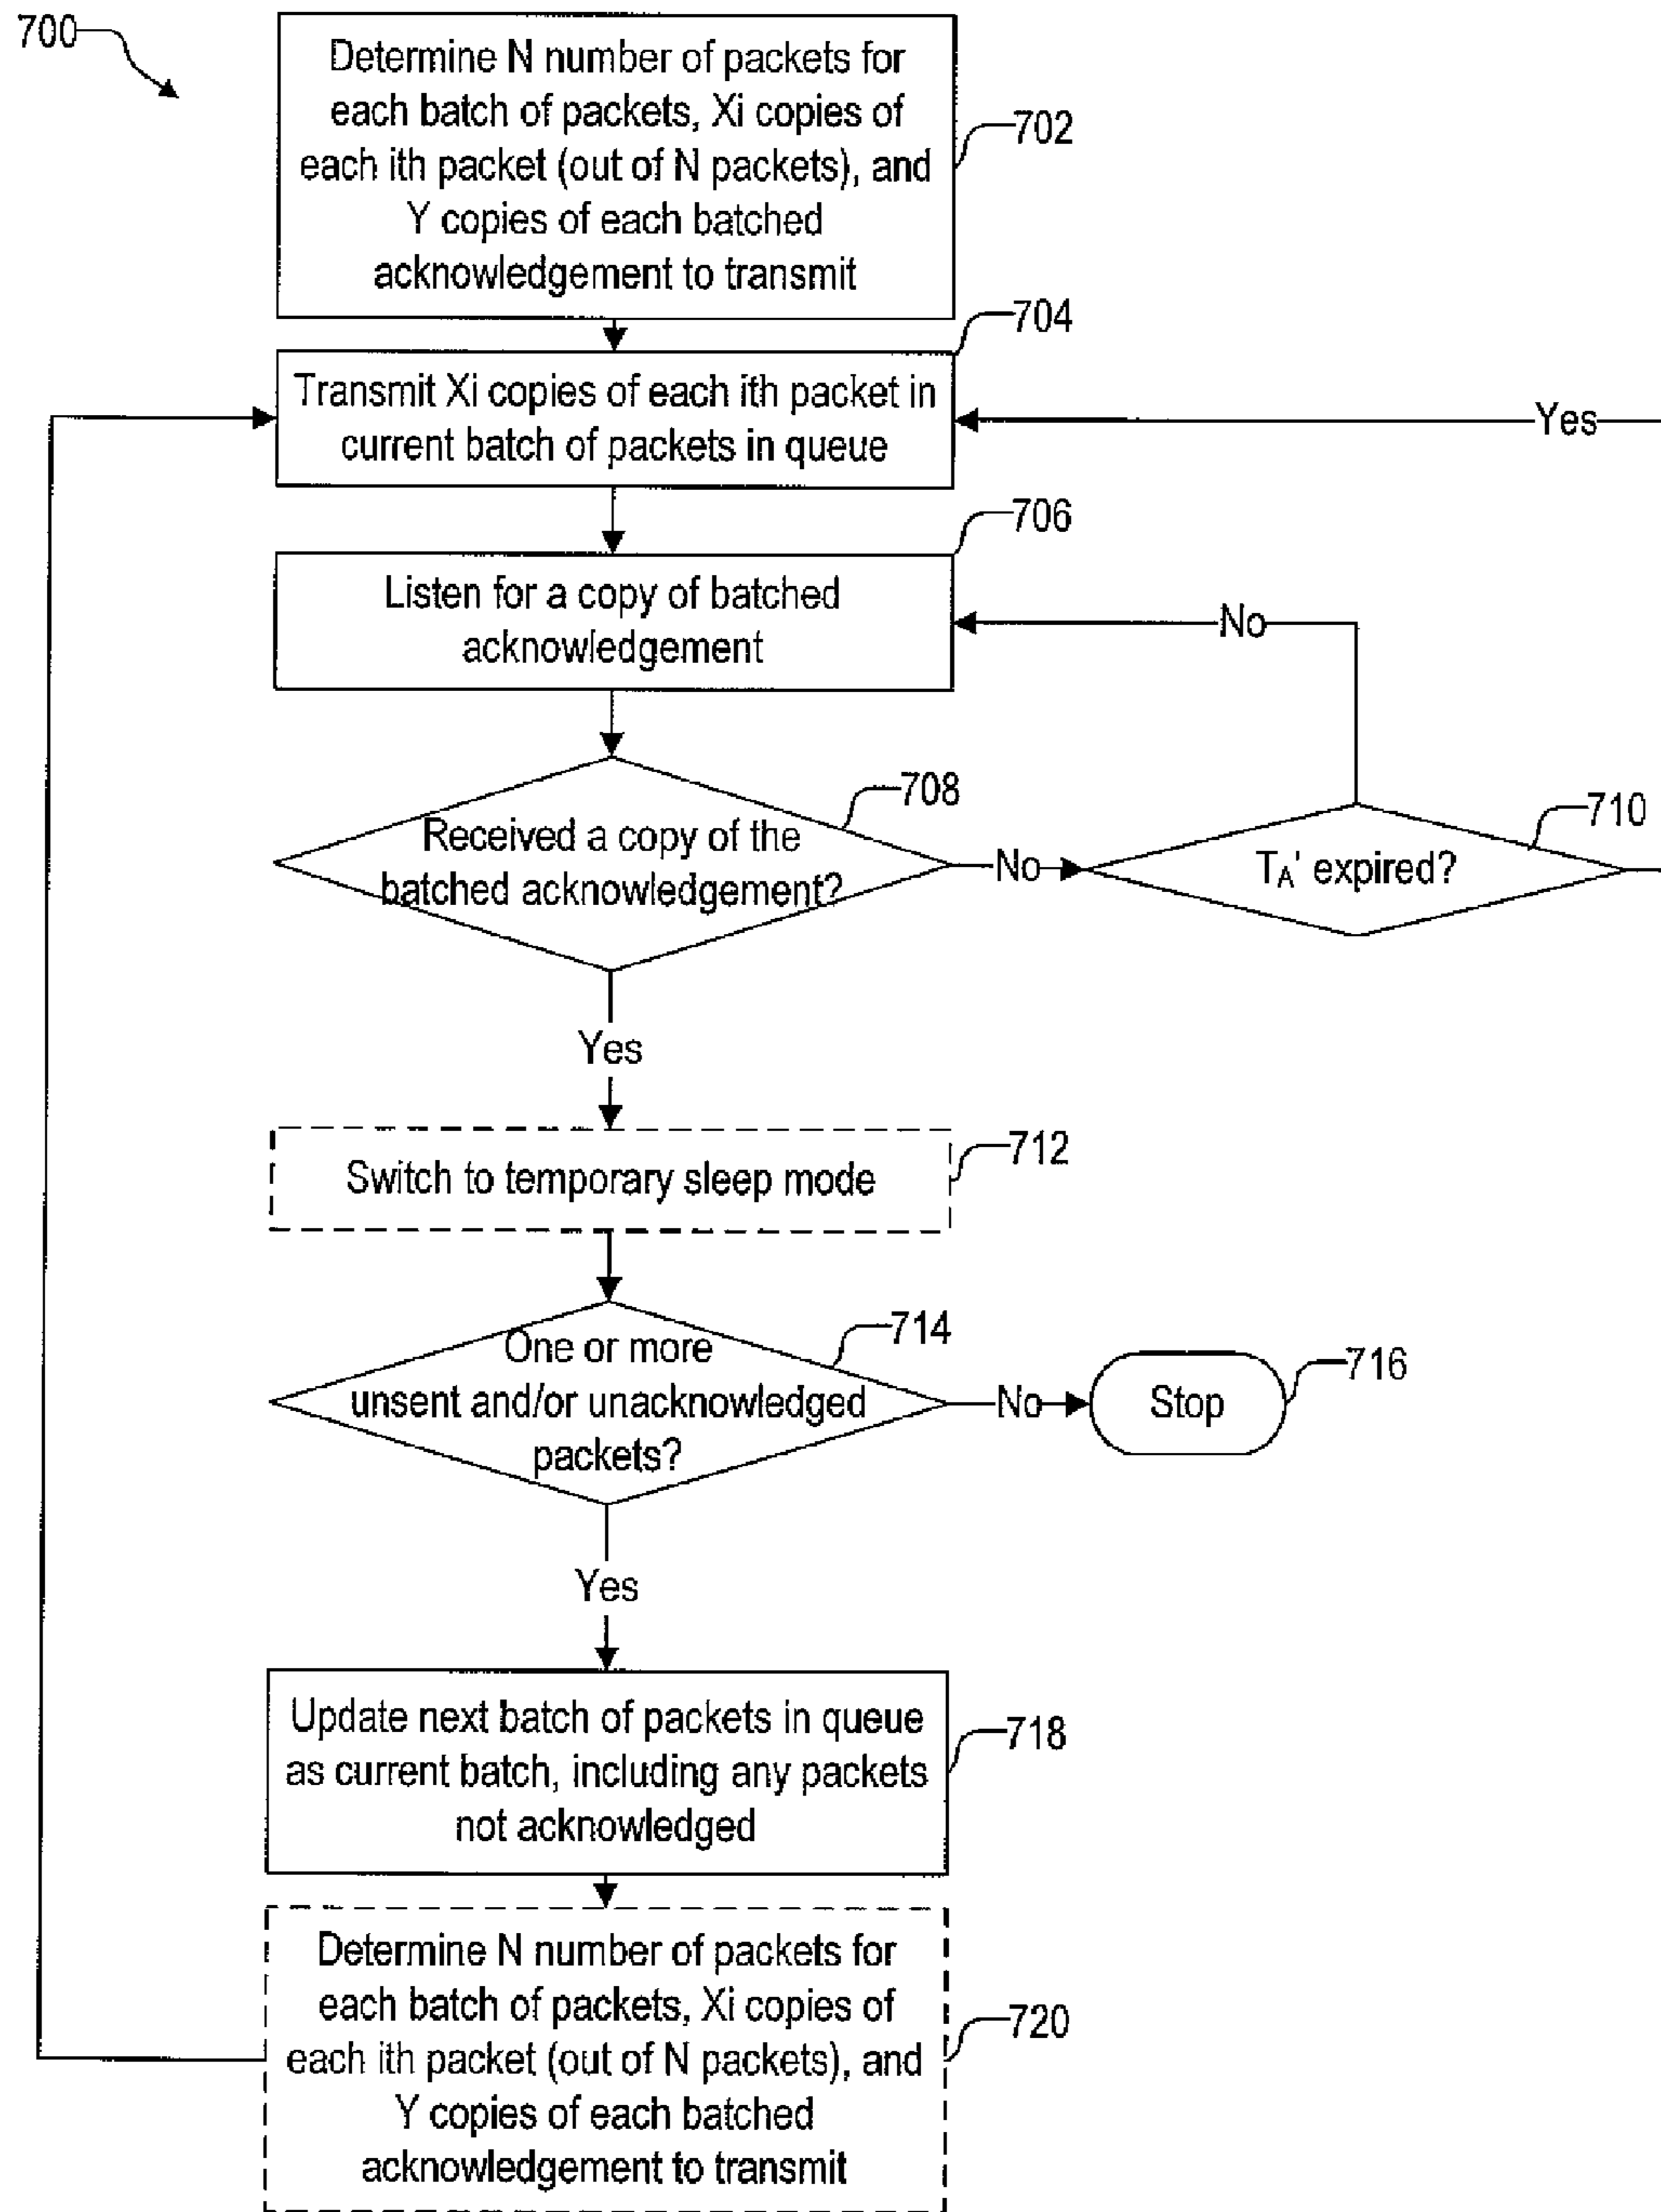 700
Determine N number of packets for
each batch of packets, Xi copies of
each ith packet (out of N packets), and
Y copies of each batched
acknowledgement to transmit
702
704
Transmit Xi copies of each ith packet in
current batch of packets in queue
Yes
706
Listen for a copy of batched
acknowledgement
No
708
Received a copy of the
batched acknowledgement?
No
710
TA' expired?
Yes
Switch to temporary sleep mode
712
714
One or more
unsent and/or unacknowledged
packets?
No
Stop
716
Yes
Update next batch of packets in queue
as current batch, including any packets
not acknowledged
718
Determine N number of packets for
each batch of packets, Xi copies of
each ith packet (out of N packets), and
Y copies of each batched
acknowledgement to transmit
720